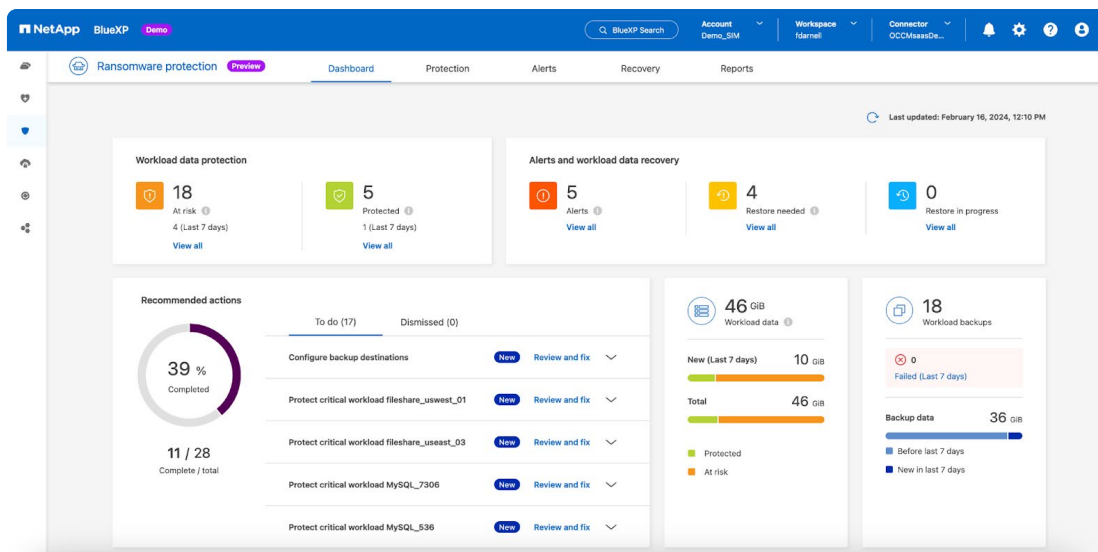 NetApp BlueXP Demo
BlueXP Search
Account
Demo_SIM
Workspace
fdarnell
Connector
OCCMsaasDe...
Ransomware protection Preview
Dashboard Protection Alerts Recovery Reports
Last updated: February 16, 2024, 12:10 PM
Workload data protection
18
At risk
4 (Last 7 days)
View all
5
Protected
1 (Last 7 days)
View all
Alerts and workload data recovery
5
Alerts
View all
4
Restore needed
View all
0
Restore in progress
View all
Recommended actions
39 %
Completed
11 / 28
Complete / total
To do (17) Dismissed (0)
Configure backup destinations New Review and fix
Protect critical workload fileshare_uswest_01 New Review and fix
Protect critical workload fileshare_useast_03 New Review and fix
Protect critical workload MySQL_7306 New Review and fix
Protect critical workload MySQL_536 New Review and fix
46 GiB
Workload data
New (Last 7 days) 10 GiB
Total 46 GiB
Protected
At risk
18
Workload backups
0
Failed (Last 7 days)
Backup data 36 GiB
Before last 7 days
New in last 7 days